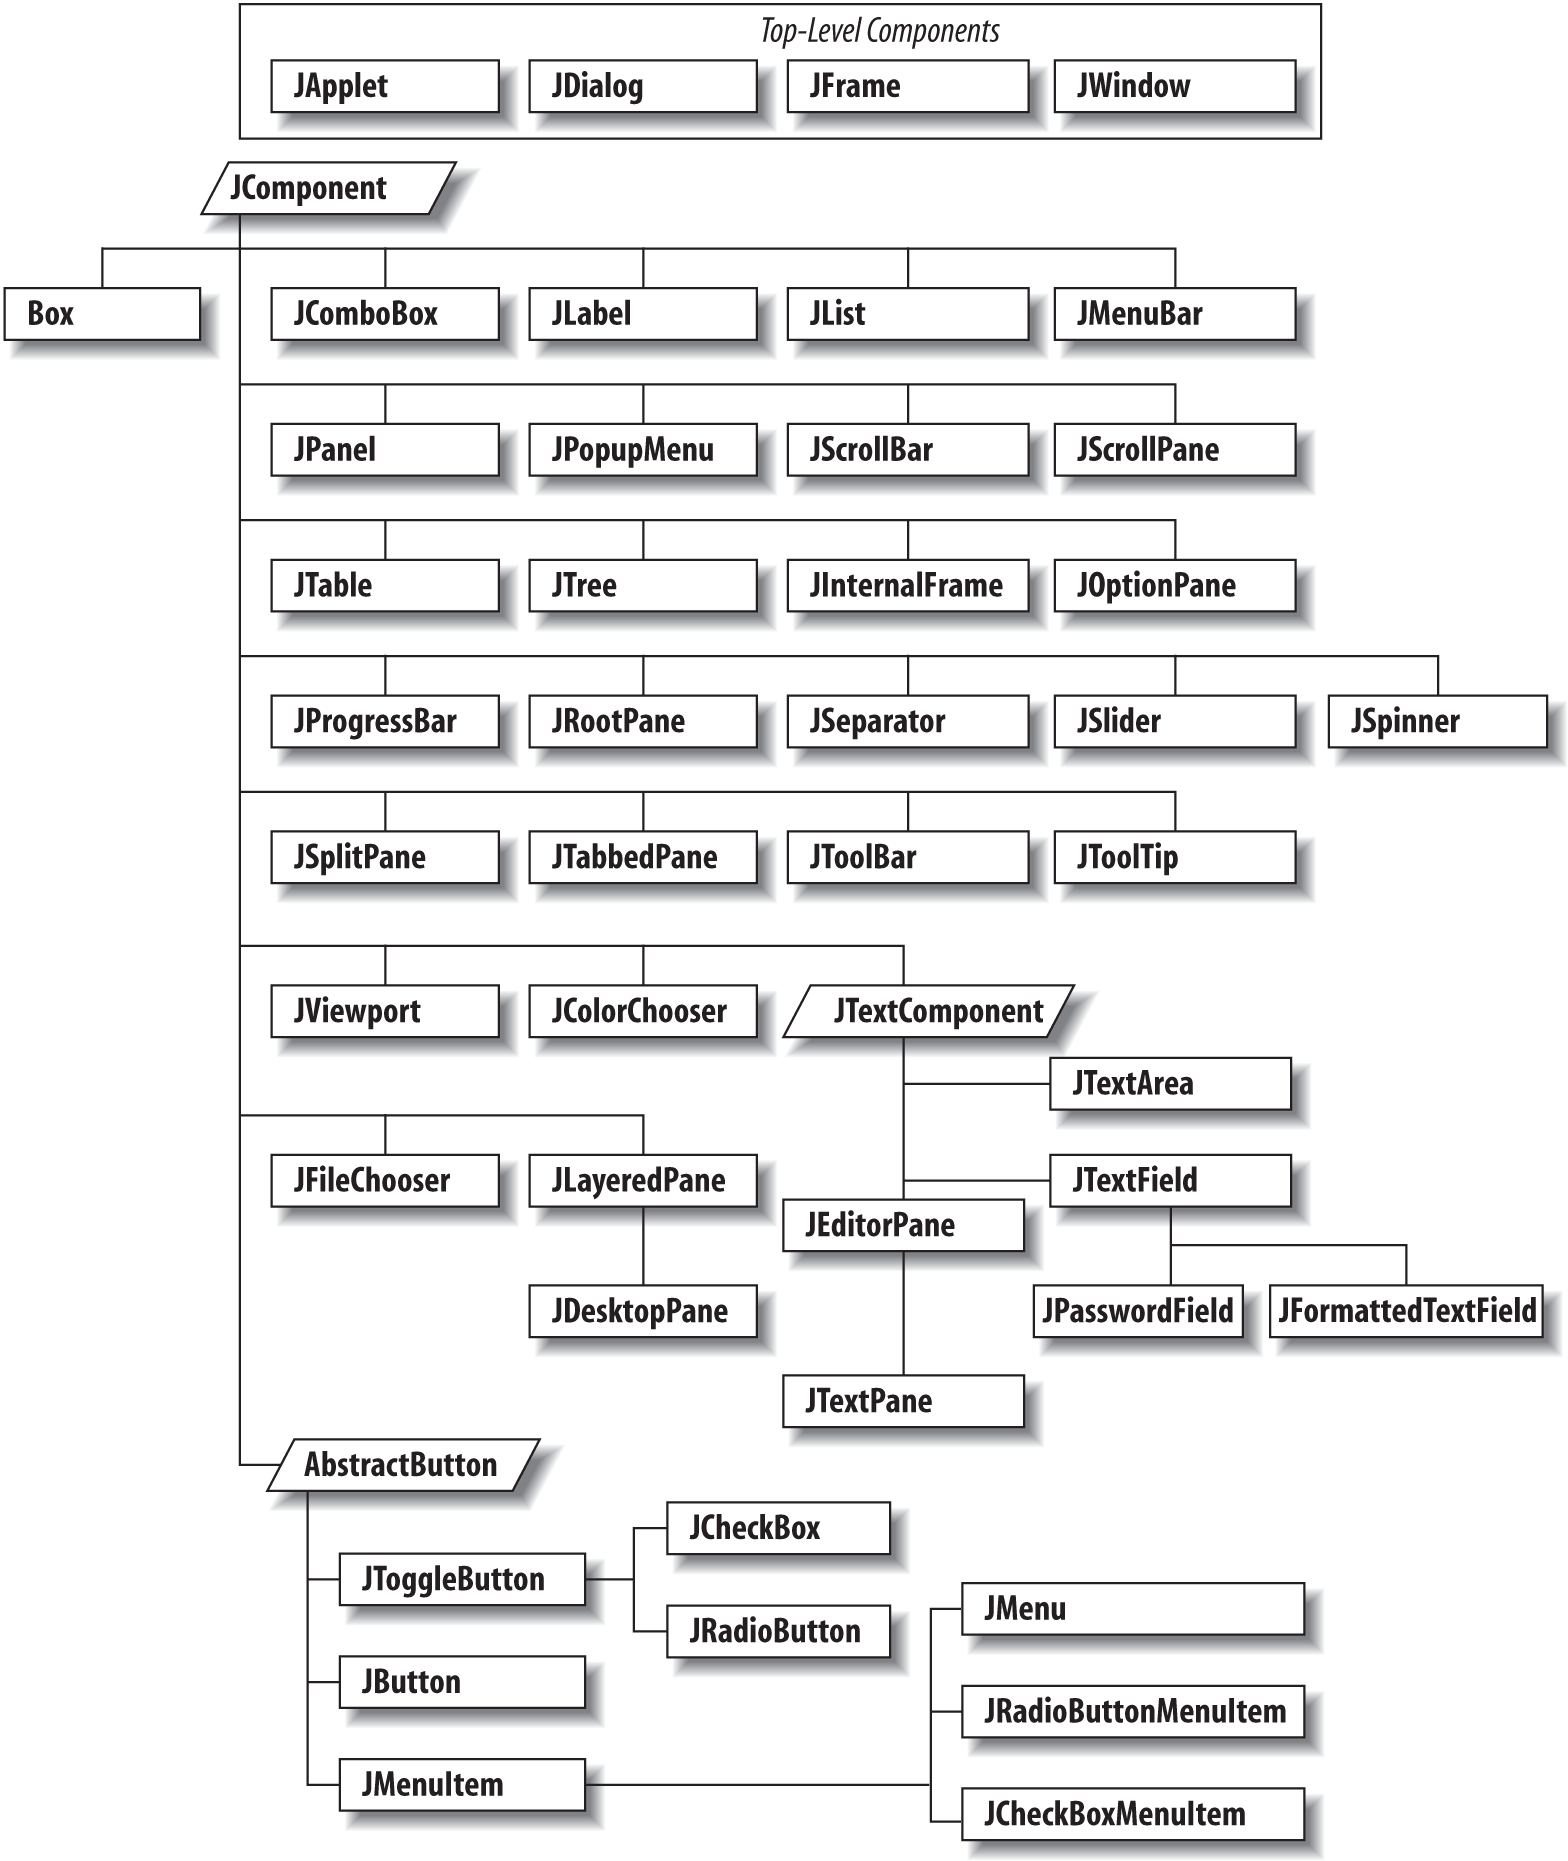 Top-Level Components
JApplet
JDialog
JFrame
JWindow
JComponent
Box
JComboBox
JLabel
JList
JMenuBar
JPanel
JPopupMenu
JScrollBar
JScrollPane
JTable
JTree
JInternalFrame
JOptionPane
JProgressBar
JRootPane
JSeparator
JSlider
JSpinner
JSplitPane
JTabbedPane
JToolBar
JToolTip
JViewport
JColorChooser
JTextComponent
JTextArea
JFileChooser
JLayeredPane
JTextField
JEditorPane
JDesktopPane
JPasswordField
JFormattedTextField
JTextPane
AbstractButton
JCheckBox
JToggleButton
JMenu
JRadioButton
JButton
JRadioButtonMenuItem
JMenuItem
JCheckBoxMenuItem